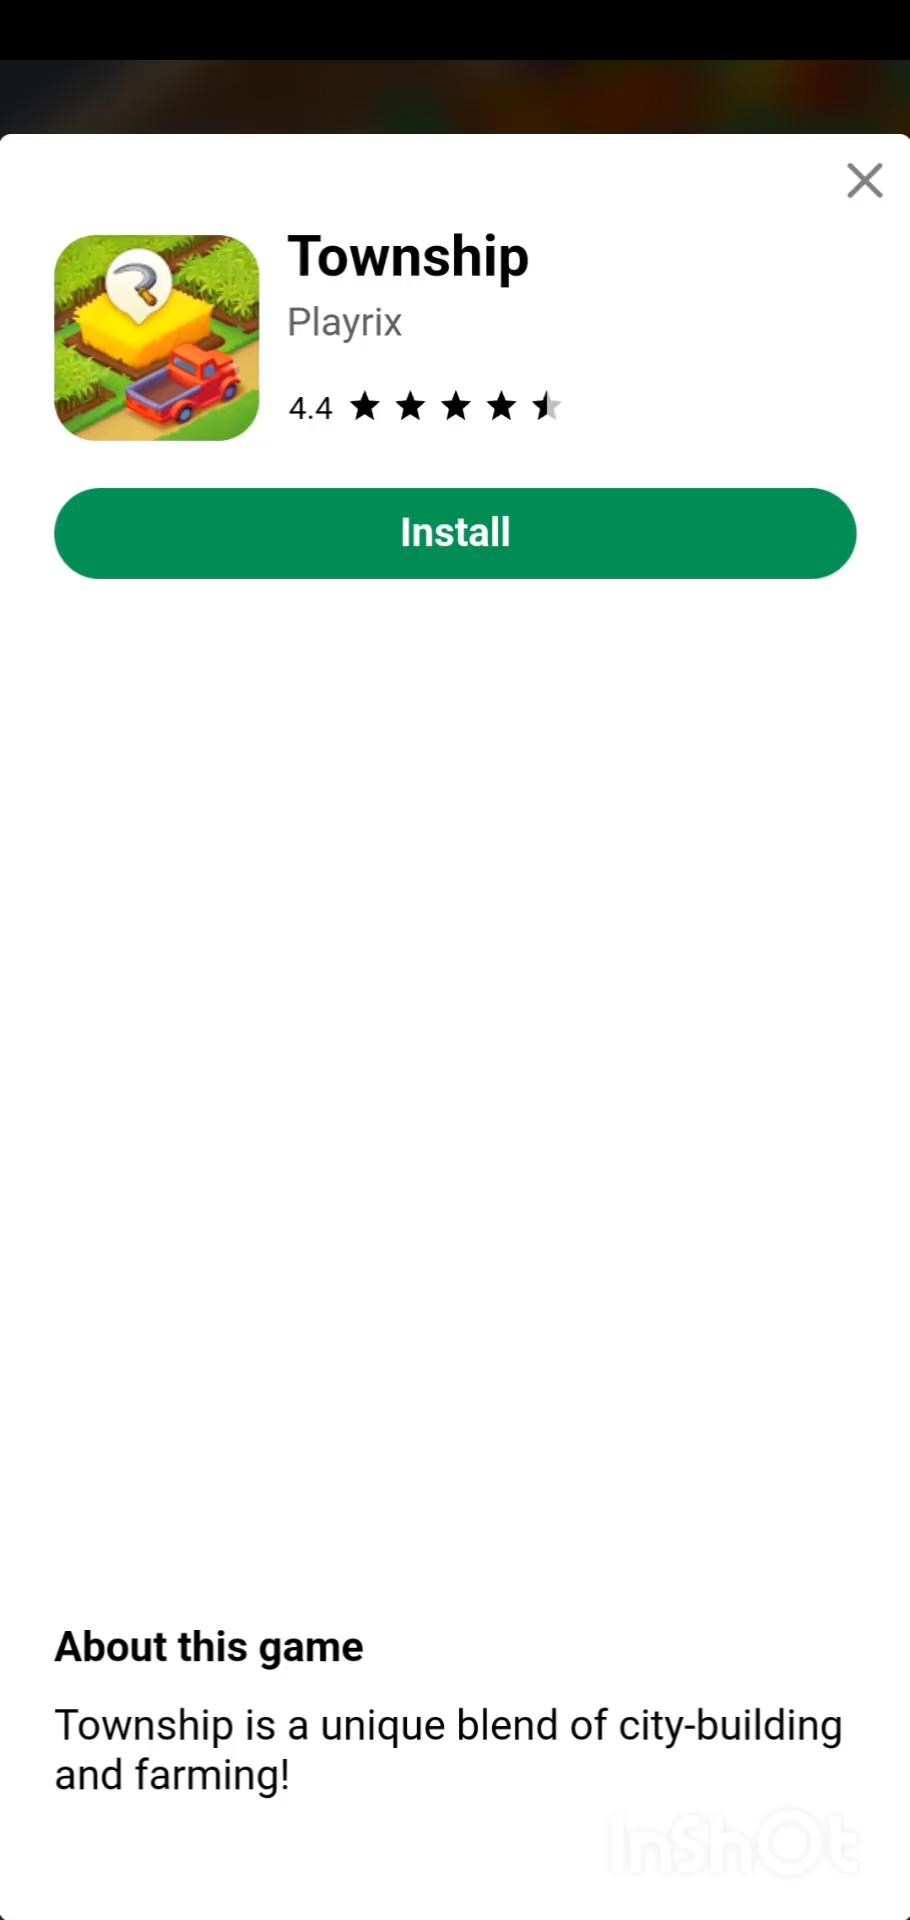 Township
Playrix
4.4
Install
About this game
Township is a unique blend of city-building
and farming!
InShOt